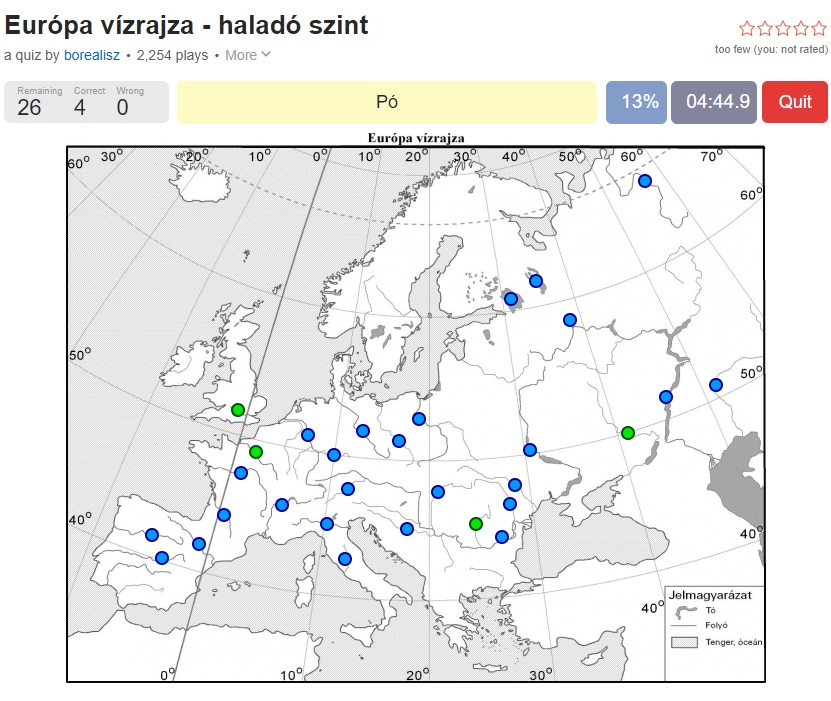 Európa vízrajza - haladó szint
a quiz by borealisz • 2,254 plays • More
too few (you: not rated)
Remaining Correct Wrong
26 4 0
Pó
13%
04:44.9
Quit
Európa vízrajza
60° 30° 20° 10° 0° 10° 20° 30° 40° 50° 60° 70°
60°
50°
50°
40°
40°
40°
Jelmagyarázat
Tó
Folyó
Tenger, óceán
0° 10° 20° 30°